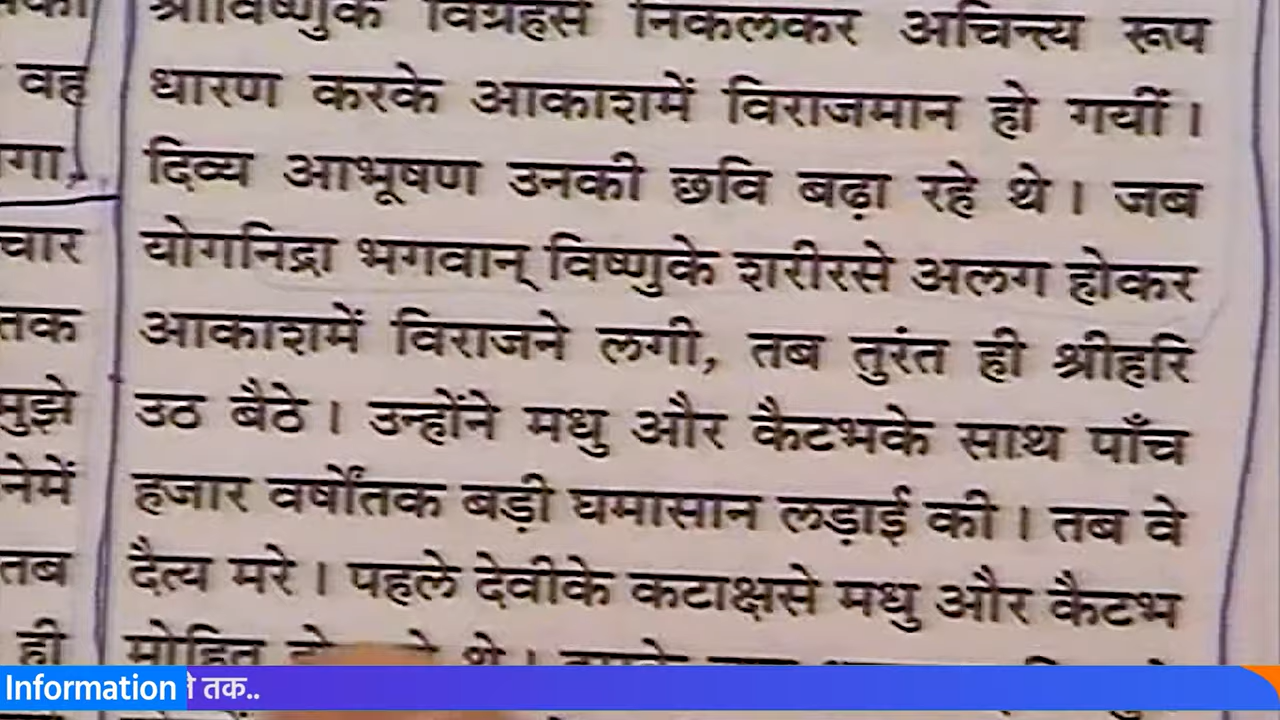 श्रीविष्णुके विग्रहसे निकलकर अचिन्त्य रूप
वह धारण करके आकाशमें विराजमान हो गयीं।
गा, दिव्य आभूषण उनकी छवि बढ़ा रहे थे। जब
चार योगनिद्रा भगवान् विष्णुके शरीरसे अलग होकर
तक आकाशमें विराजने लगी, तब तुरंत ही श्रीहरि
मुझे उठ बैठे। उन्होंने मधु और कैटभके साथ पाँच
नेमें हजार वर्षोंतक बड़ी घमासान लड़ाई की। तब वे
तब दैत्य मरे। पहले देवीके कटाक्षसे मधु और कैटभ
ही मोहित थे।
Information तक..